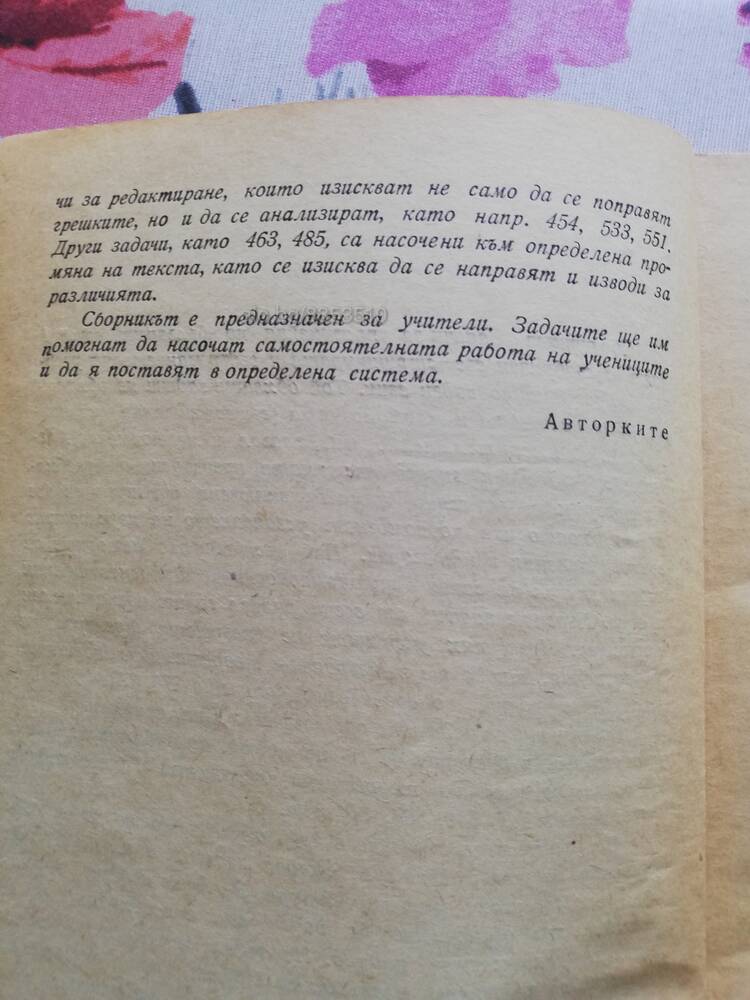 чи за редактиране, които изискват не само да се поправят
грешките, но и да се анализират, като напр. 454, 533, 551.
Други задачи, като 463, 485, са насочени към определена про-
мяна на текста, като се изисква да се направят и изводи за
различията.
Сборникът е предназначен за учители. Задачите ще им
помогнат да насочат самостоятелната работа на учениците
и да я поставят в определена система.
Авторките